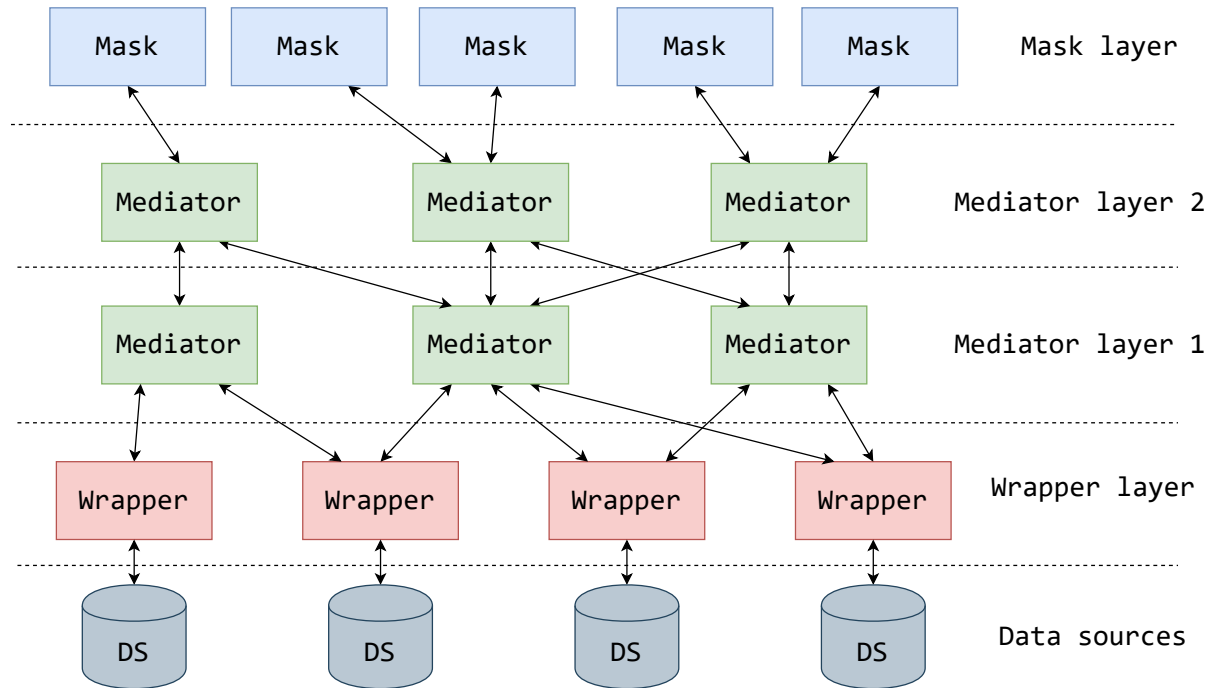 Mask Mask Mask Mask Mask Mask layer
Mediator Mediator Mediator Mediator layer 2
Mediator Mediator Mediator Mediator layer 1
Wrapper Wrapper Wrapper Wrapper Wrapper layer
DS DS DS DS Data sources